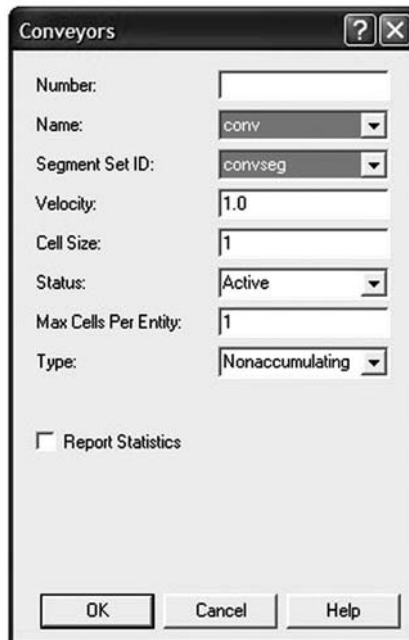 Conveyors
Number:
Name: conv
Segment Set ID: convseg
Velocity: 1.0
Cell Size: 1
Status: Active
Max Cells Per Entity: 1
Type: Nonaccumulating
Report Statistics
OK Cancel Help